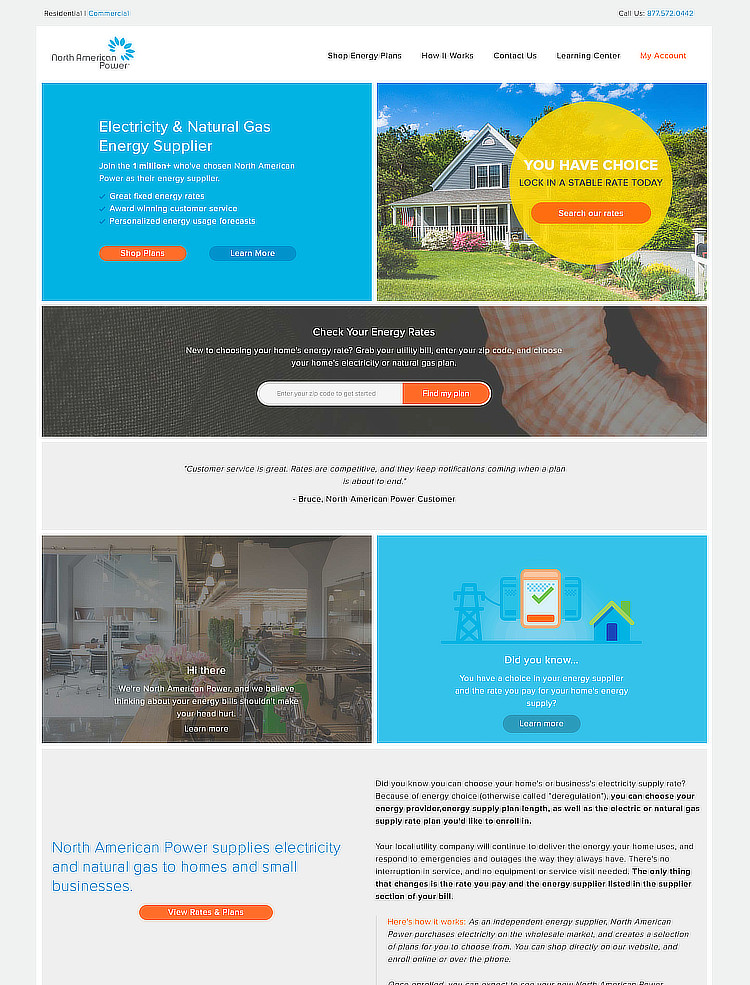 Residential | Commercial
Call Us: 877.572.0442
North American
Power
Shop Energy Plans
How It Works
Contact Us
Learning Center
My Account
Electricity & Natural Gas
Energy Supplier
Join the 1 million+ who've chosen North American
Power as their energy supplier.
Great fixed energy rates
Award winning customer service
Personalized energy usage forecasts
Shop Plans
Learn More
YOU HAVE CHOICE
LOCK IN A STABLE RATE TODAY
Search our rates
Check Your Energy Rates
New to choosing your home's energy rate? Grab your utility bill, enter your zip code, and choose
your home's electricity or natural gas plan.
Enter your zip code to get started
Find my plan
"Customer service is great. Rates are competitive, and they keep notifications coming when a plan
is about to end."
- Bruce, North American Power Customer
Hi there
We're North American Power, and we believe
thinking about your energy bills shouldn't make
your head hurt.
Learn more
Did you know...
You have a choice in your energy supplier
and the rate you pay for your home's energy
supply?
Learn more
North American Power supplies electricity
and natural gas to homes and small
businesses.
View Rates & Plans
Did you know you can choose your home's or business's electricity supply rate?
Because of energy choice (otherwise called "deregulation"), you can choose your
energy provider,energy supply plan length, as well as the electric or natural gas
supply rate plan you'd like to enroll in.
Your local utility company will continue to deliver the energy your home uses, and
respond to emergencies and outages the way they always have. There's no
interruption in service, and no equipment or service visit needed. The only thing
that changes is the rate you pay and the energy supplier listed in the supplier
section of your bill.
Here's how it works: As an independent energy supplier, North American
Power purchases electricity on the wholesale market, and creates a selection
of plans for you to choose from. You can shop directly on our website, and
enroll online or over the phone.
Once enrolled, you can expect to see your new North American Power